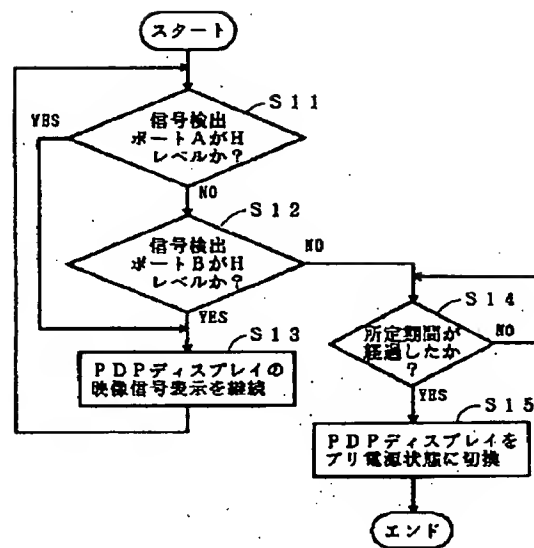 スタート
S11
信号検出
ポートAがH
レベルか?
YES
NO
S12
信号検出
ポートBがH
レベルか?
NO
YES
S13
PDPディスプレイの
映像信号表示を継続
S14
所定期間が
経過したか
?
NO
YES
S15
PDPディスプレイを
プリ電源状態に切換
エンド